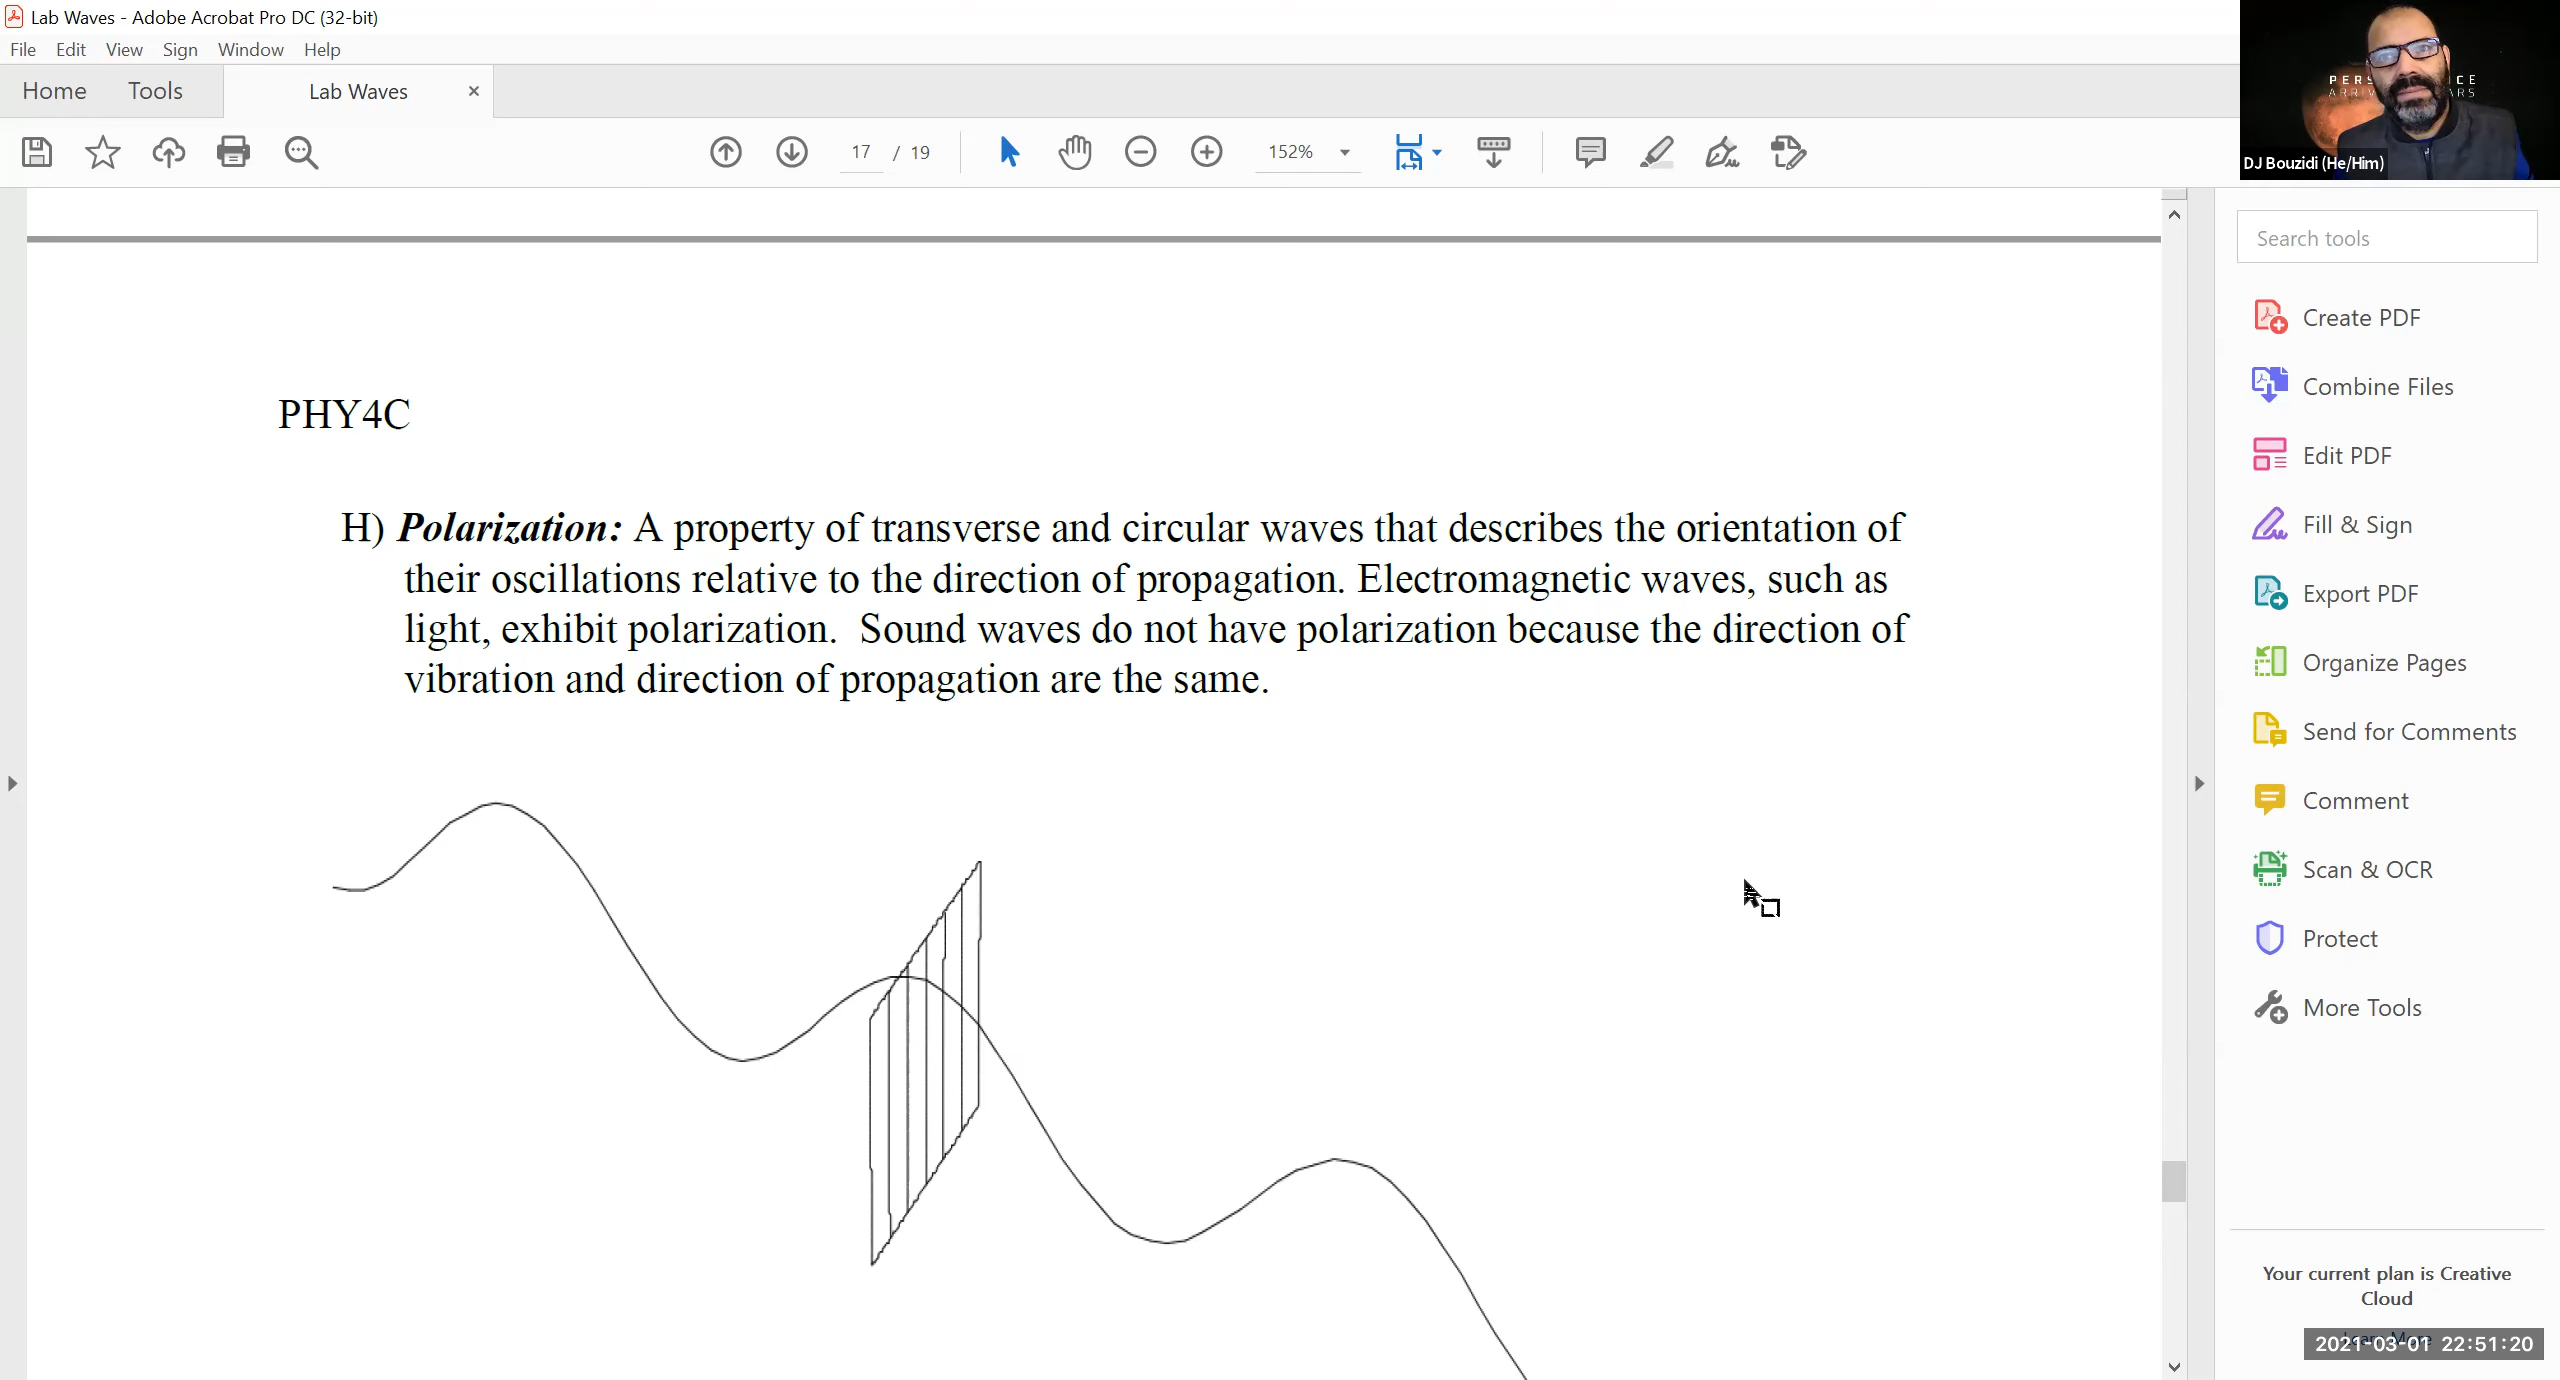 Lab Waves - Adobe Acrobat Pro DC (32-bit)
File Edit View Sign Window Help
Home Tools Lab Waves ×
17 / 19 152%
DJ Bouzidi (He/Him)
Search tools
Create PDF
Combine Files
Edit PDF
Fill & Sign
Export PDF
Organize Pages
Send for Comments
Comment
Scan & OCR
Protect
More Tools
Your current plan is Creative
Cloud
2021-03-01 22:51:20
PHY4C
H) Polarization: A property of transverse and circular waves that describes the orientation of
their oscillations relative to the direction of propagation. Electromagnetic waves, such as
light, exhibit polarization. Sound waves do not have polarization because the direction of
vibration and direction of propagation are the same.